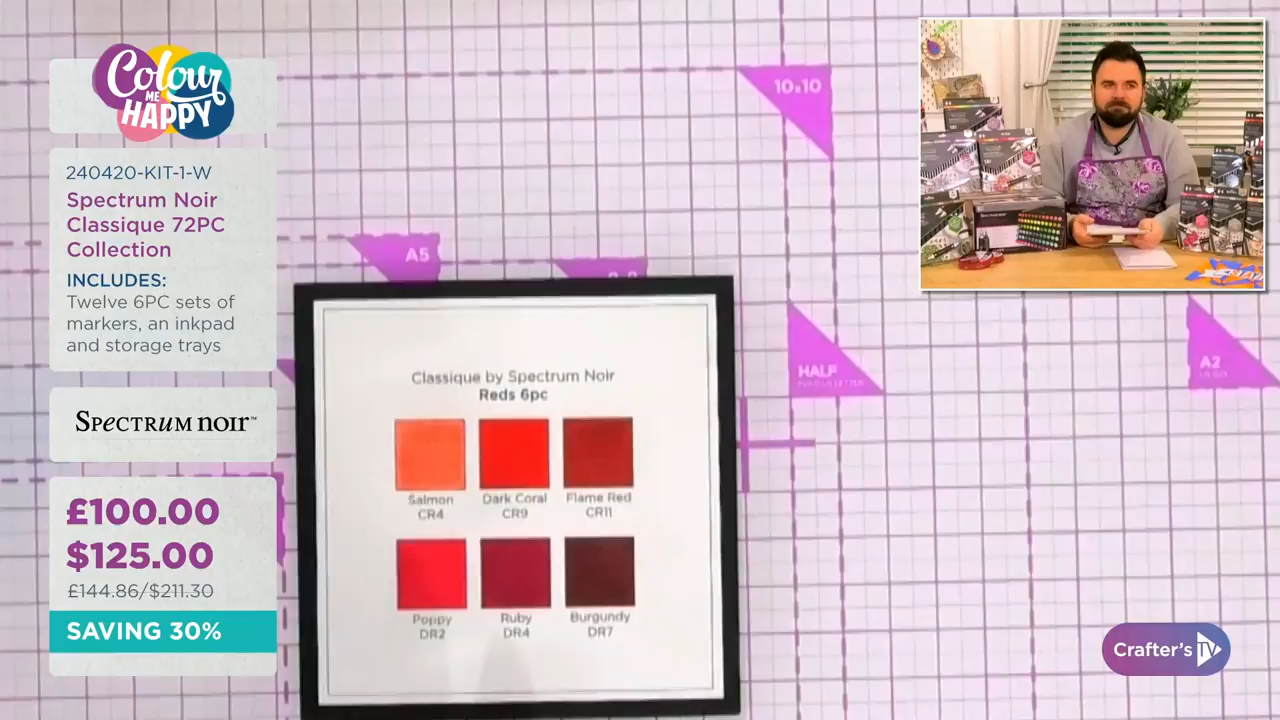 Colour
ME
HAPPY
240420-KIT-1-W
Spectrum Noir
Classique 72PC
Collection
INCLUDES:
Twelve 6PC sets of
markers, an inkpad
and storage trays
SPECTRUM NOIR™
£100.00
$125.00
£144.86/$211.30
SAVING 30%
10x10
A5
HALF
A2
Classique by Spectrum Noir
Reds 6pc
Salmon
CR4
Dark Coral
CR9
Flame Red
CR11
Poppy
DR2
Ruby
DR4
Burgundy
DR7
SPECTRUM NOIR
Crafter's TV